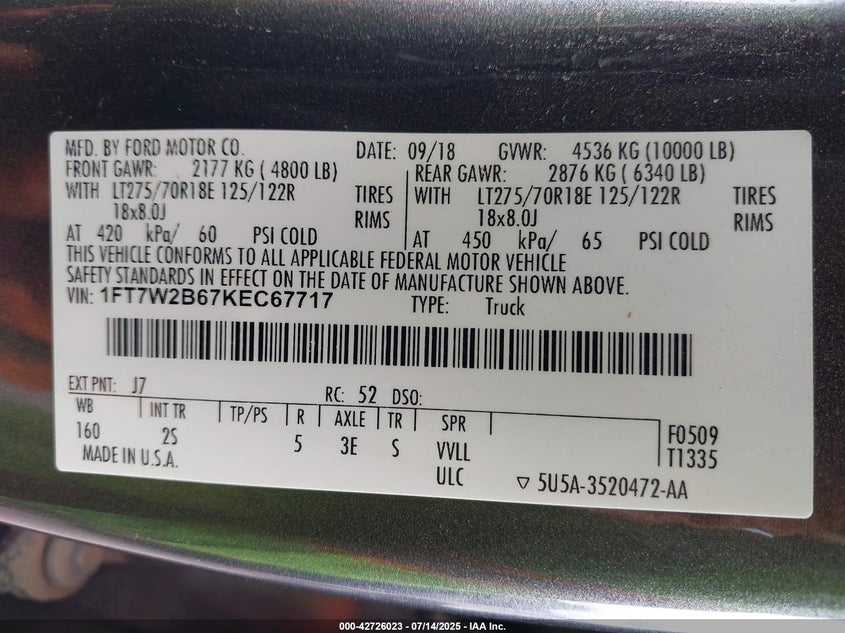 MFD. BY FORD MOTOR CO. DATE: 09/18 GVWR: 4536 KG (10000 LB)
FRONT GAWR: 2177 KG ( 4800 LB) REAR GAWR: 2876 KG ( 6340 LB)
WITH LT275/70R18E 125/122R TIRES WITH LT275/70R18E 125/122R TIRES
18x8.0J RIMS 18x8.0J RIMS
AT 420 kPa/ 60 PSI COLD AT 450 kPa/ 65 PSI COLD
THIS VEHICLE CONFORMS TO ALL APPLICABLE FEDERAL MOTOR VEHICLE
SAFETY STANDARDS IN EFFECT ON THE DATE OF MANUFACTURE SHOWN ABOVE.
VIN: 1FT7W2B67KEC67717 TYPE: Truck
EXT PNT: J7 RC: 52 DSO:
WB INT TR TP/PS R AXLE TR SPR
160 2S 5 3E S VVLL F0509
MADE IN U.S.A. ULC T1335
▽ 5U5A-3520472-AA
000-42726023 - 07/14/2025 - IAA Inc.